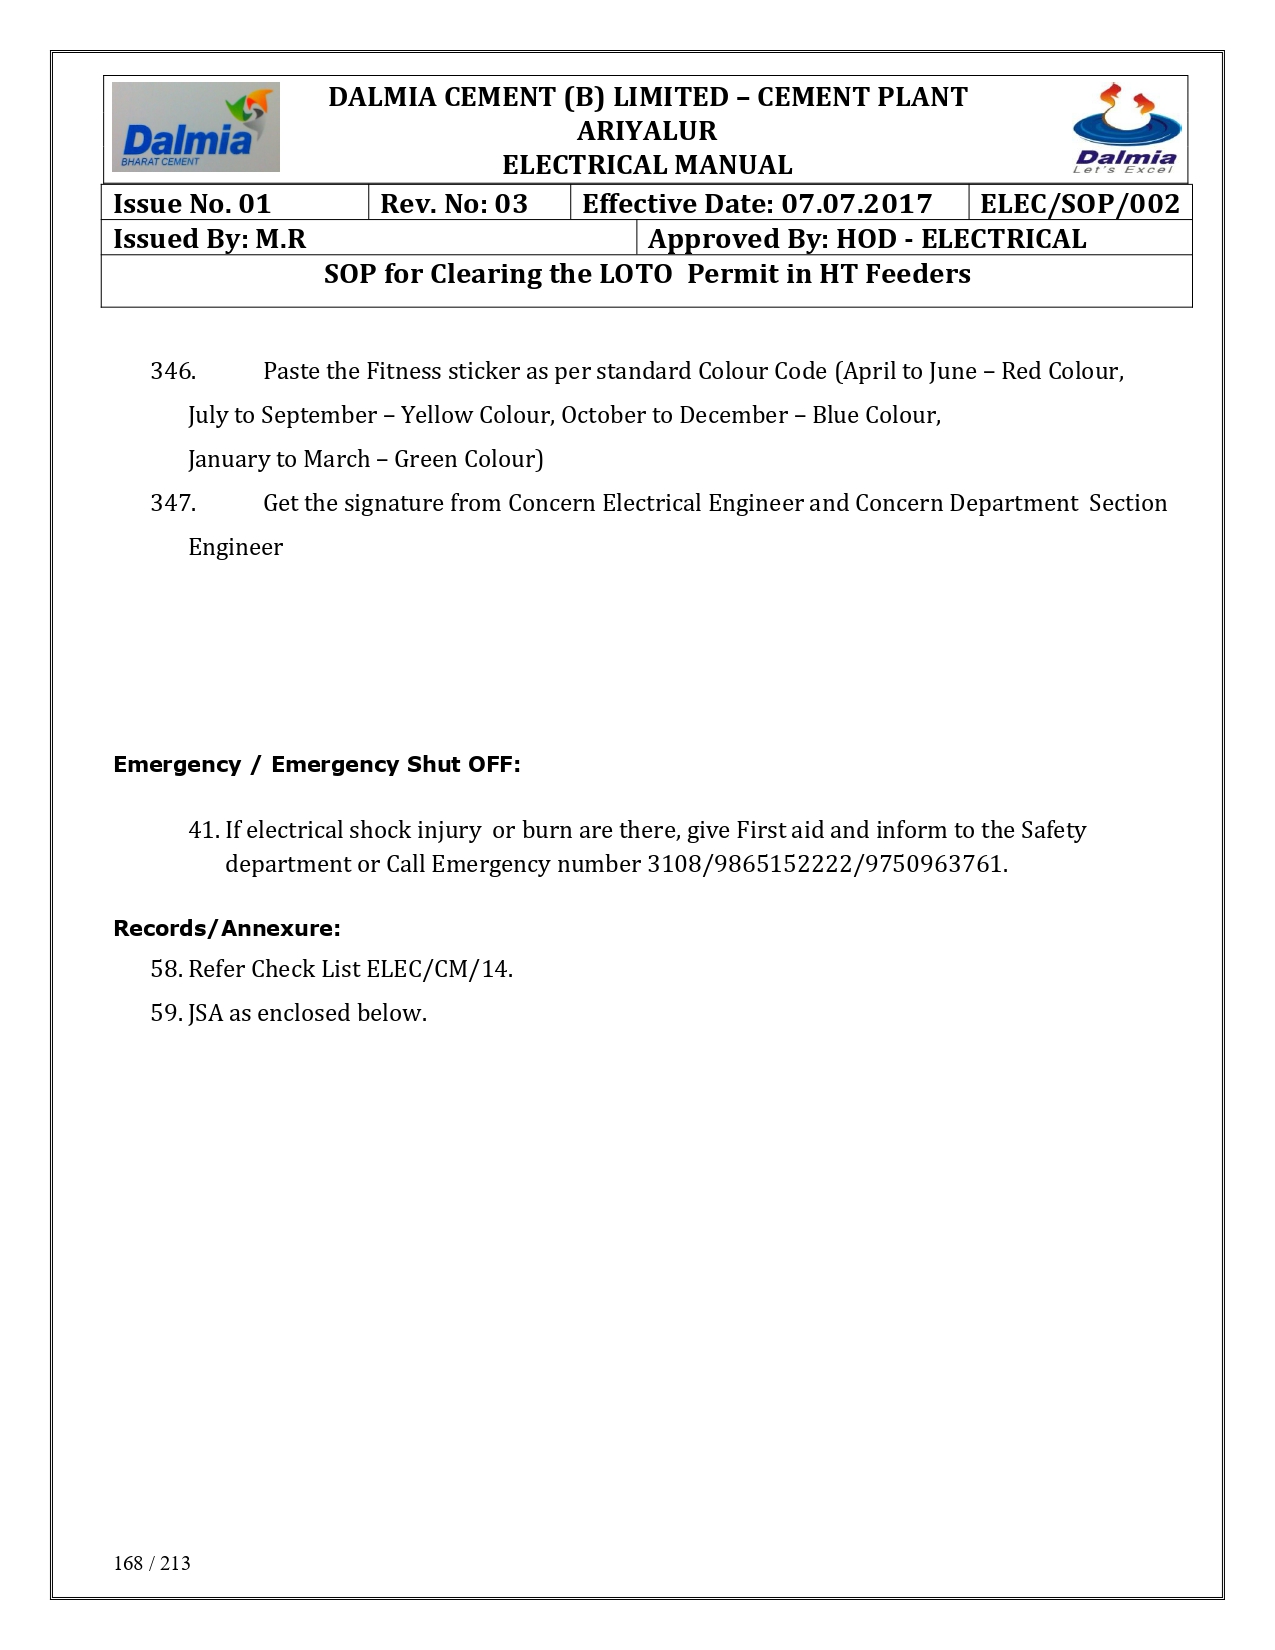 Dalmia
BHARAT CEMENT
DALMIA CEMENT (B) LIMITED – CEMENT PLANT
ARIYALUR
ELECTRICAL MANUAL
Dalmia
Let's Excel
Issue No. 01 Rev. No: 03 Effective Date: 07.07.2017 ELEC/SOP/002
Issued By: M.R Approved By: HOD - ELECTRICAL
SOP for Clearing the LOTO  Permit in HT Feeders
346. Paste the Fitness sticker as per standard Colour Code (April to June – Red Colour,
July to September – Yellow Colour, October to December – Blue Colour,
January to March – Green Colour)
347. Get the signature from Concern Electrical Engineer and Concern Department  Section
Engineer
Emergency / Emergency Shut OFF:
41. If electrical shock injury  or burn are there, give First aid and inform to the Safety
department or Call Emergency number 3108/9865152222/9750963761.
Records/Annexure:
58. Refer Check List ELEC/CM/14.
59. JSA as enclosed below.
168 / 213